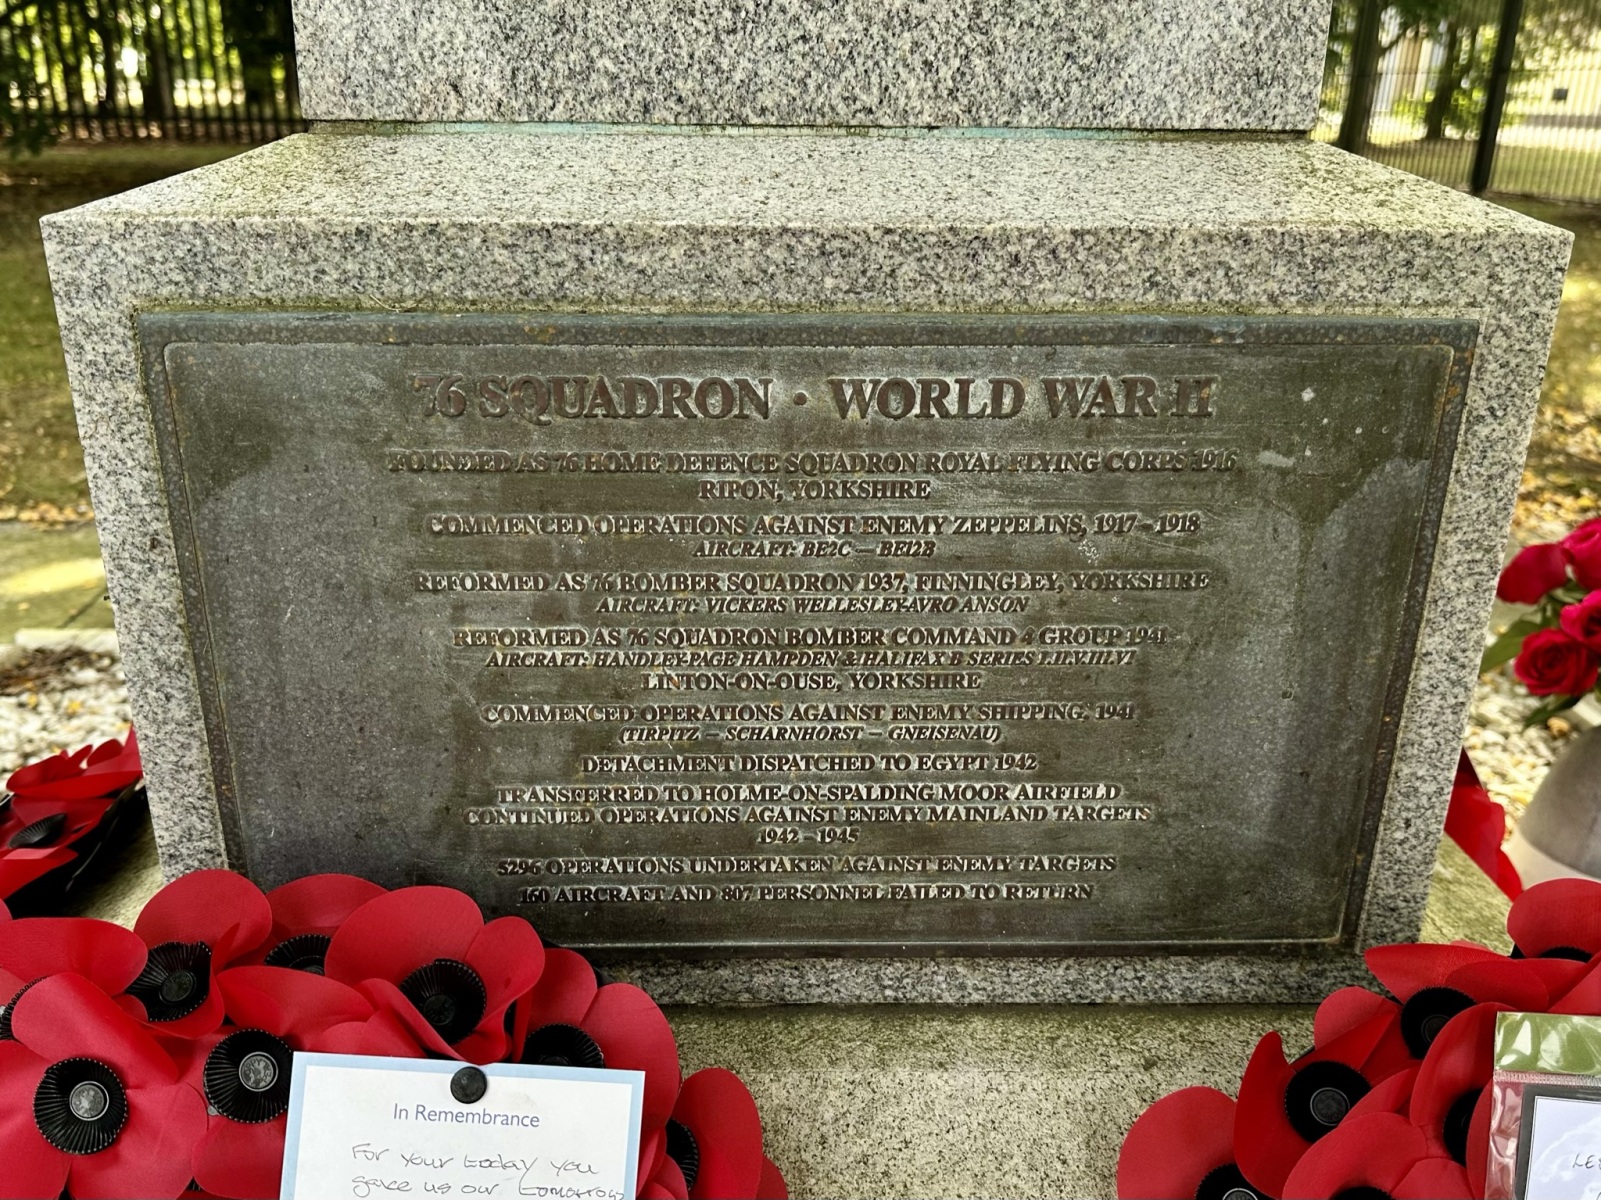 76 SQUADRON · WORLD WAR II
FOUNDED AS 76 HOME DEFENCE SQUADRON ROYAL FLYING CORPS 1916
RIPON, YORKSHIRE
COMMENCED OPERATIONS AGAINST ENEMY ZEPPELINS, 1917 – 1918
AIRCRAFT: BE2C — BE12B
REFORMED AS 76 BOMBER SQUADRON 1937, FINNINGLEY, YORKSHIRE
AIRCRAFT: VICKERS WELLESLEY-AVRO ANSON
REFORMED AS 76 SQUADRON BOMBER COMMAND 4 GROUP 1941
AIRCRAFT: HANDLEY-PAGE HAMPDEN & HALIFAX B SERIES I.II.V.III.VI
LINTON-ON-OUSE, YORKSHIRE
COMMENCED OPERATIONS AGAINST ENEMY SHIPPING, 1941
(TIRPITZ — SCHARNHORST — GNEISENAU)
DETACHMENT DISPATCHED TO EGYPT 1942
TRANSFERRED TO HOLME-ON-SPALDING MOOR AIRFIELD
CONTINUED OPERATIONS AGAINST ENEMY MAINLAND TARGETS
1942 – 1945
5296 OPERATIONS UNDERTAKEN AGAINST ENEMY TARGETS
160 AIRCRAFT AND 807 PERSONNEL FAILED TO RETURN
In Remembrance
For your today you
gave us our tomorrow